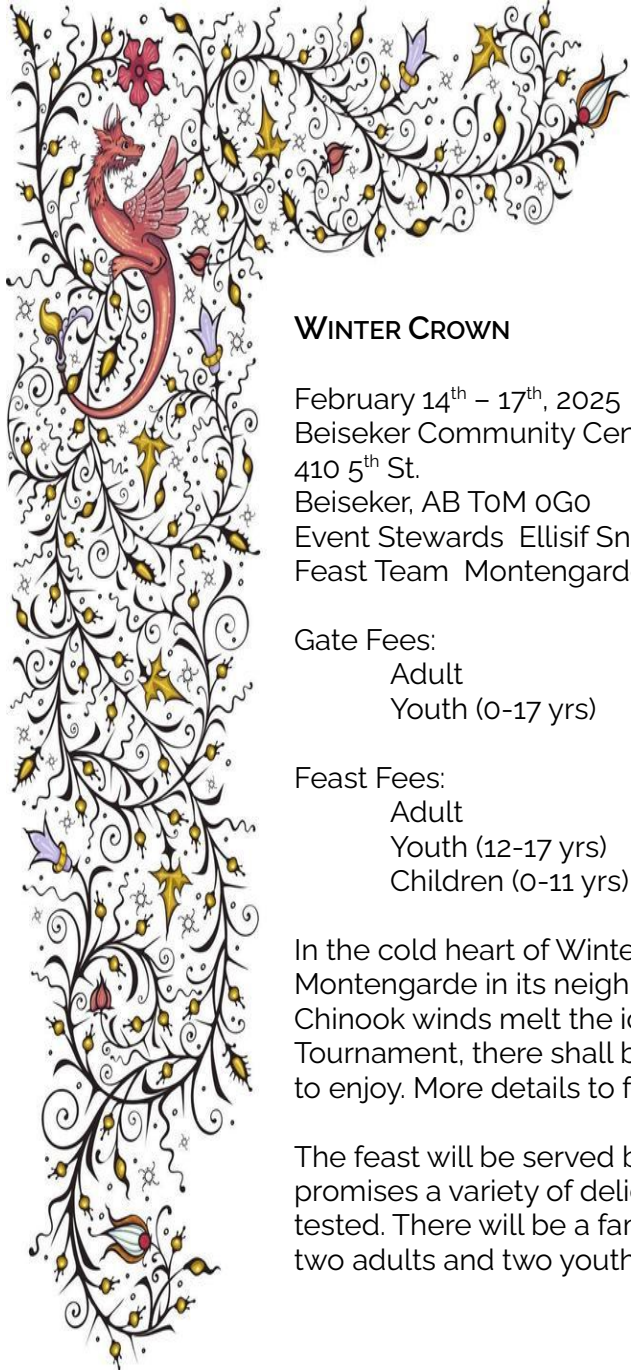 WINTER CROWN
February 14th – 17th, 2025
Beiseker Community Cen
410 5th St.
Beiseker, AB T0M 0G0
Event Stewards Ellisif Sn
Feast Team Montengard
Gate Fees:
Adult
Youth (0-17 yrs)
Feast Fees:
Adult
Youth (12-17 yrs)
Children (0-11 yrs)
In the cold heart of Winte
Montengarde in its neigh
Chinook winds melt the
Tournament, there shall b
to enjoy. More details to f
The feast will be served b
promises a variety of deli
tested. There will be a
two adults and two youth